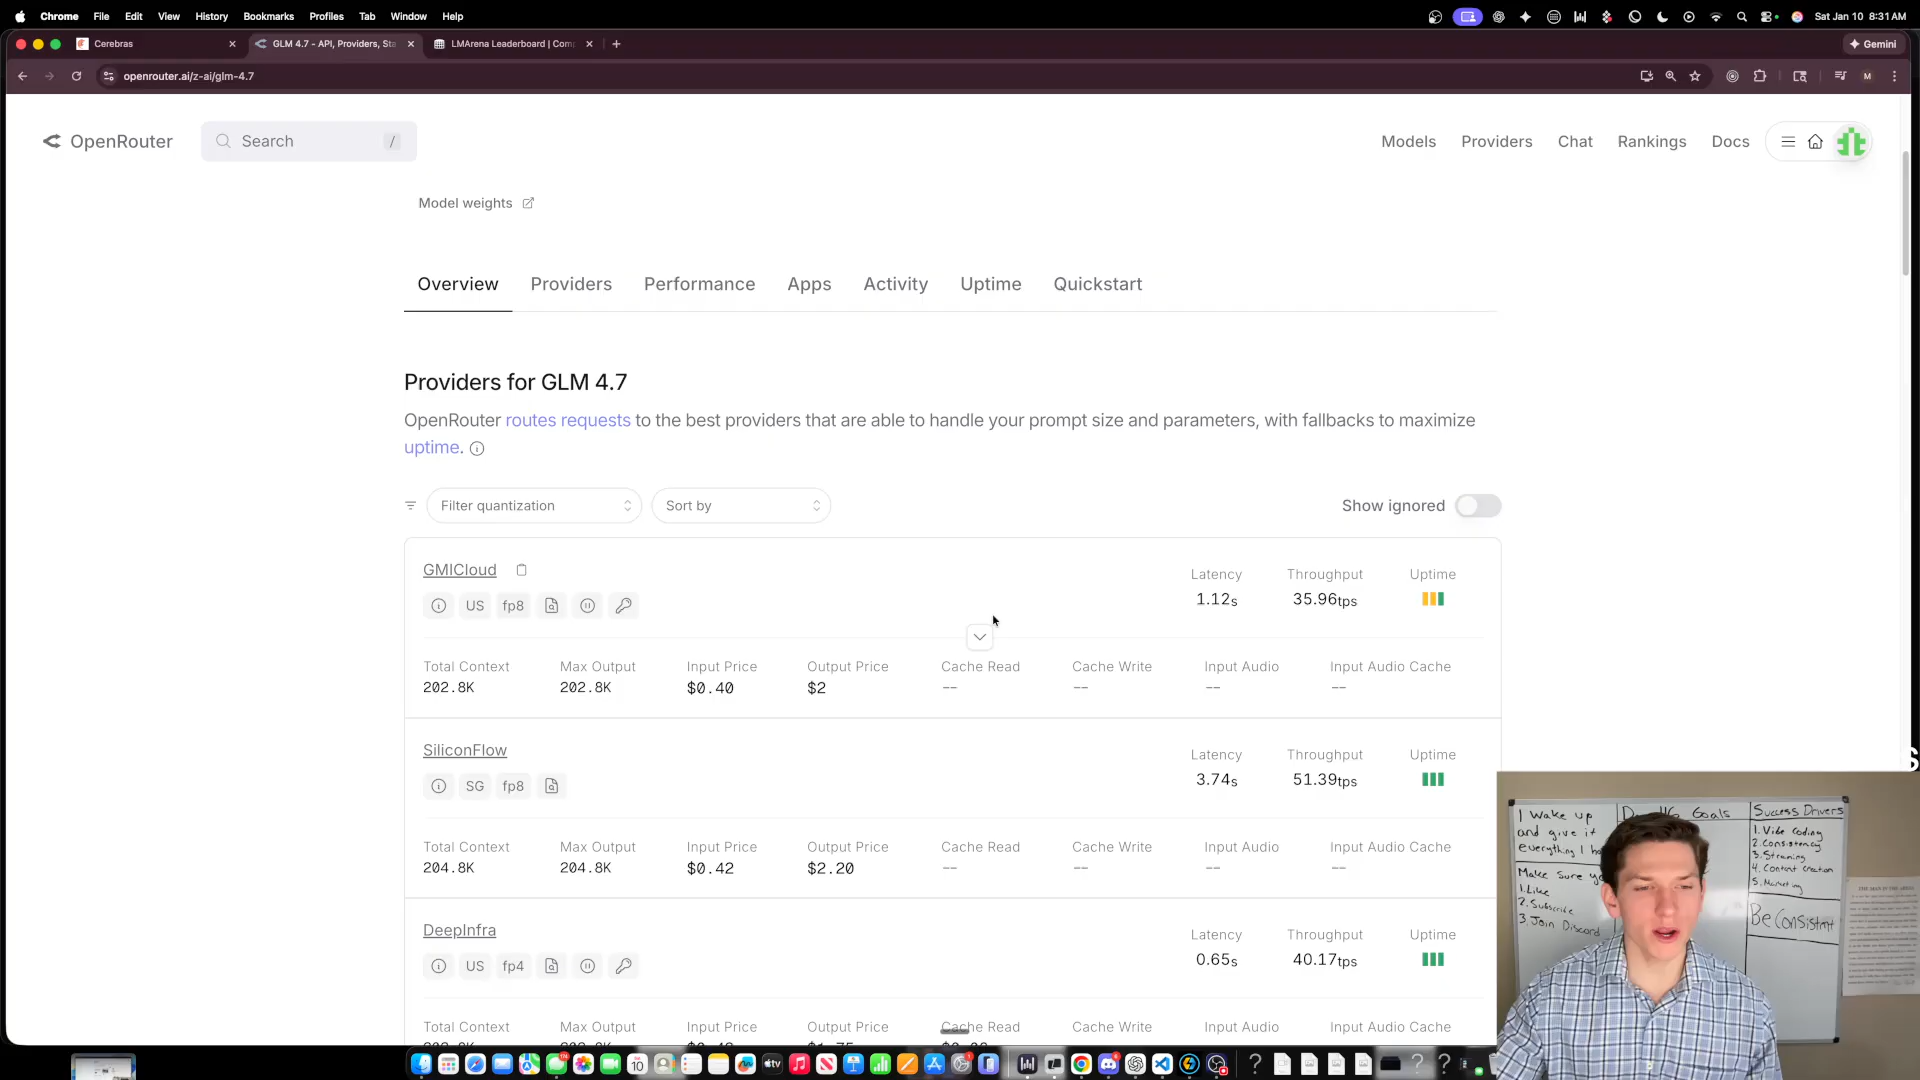 Chrome File Edit View History Bookmarks Profiles Tab Window Help
Sat Jan 10 8:31 AM
Cerebras
GLM 4.7 - API, Providers, Sta
LMArena Leaderboard | Com
Gemini
openrouter.ai/z-ai/glm-4.7
M
OpenRouter
Search /
Models Providers Chat Rankings Docs
Model weights
Overview Providers Performance Apps Activity Uptime Quickstart
Providers for GLM 4.7
OpenRouter routes requests to the best providers that are able to handle your prompt size and parameters, with fallbacks to maximize
uptime.
Filter quantization
Sort by
Show ignored
GMICloud
US fp8
Latency Throughput Uptime
1.12s 35.96tps
Total Context Max Output Input Price Output Price Cache Read Cache Write Input Audio Input Audio Cache
202.8K 202.8K $0.40 $2 -- -- -- --
SiliconFlow
SG fp8
Latency Throughput Uptime
3.74s 51.39tps
Total Context Max Output Input Price Output Price Cache Read Cache Write Input Audio Input Audio Cache
204.8K 204.8K $0.42 $2.20 -- -- -- --
DeepInfra
US fp4
Latency Throughput Uptime
0.65s 40.17tps
Total Context Max Output Input Price Output Price Cache Read Cache Write Input Audio Input Audio Cache
I Wake up
and give it
everything I
Make Sure
1. Like
2. Subscribe
3. Join Discord
Goals
Success Drivers
1. Vibe Coding
2. Consistency
3. Streaming
4. Content Creation
5. Marketing
Be Consistent
THE MAN IN THE ARENA
10
tv